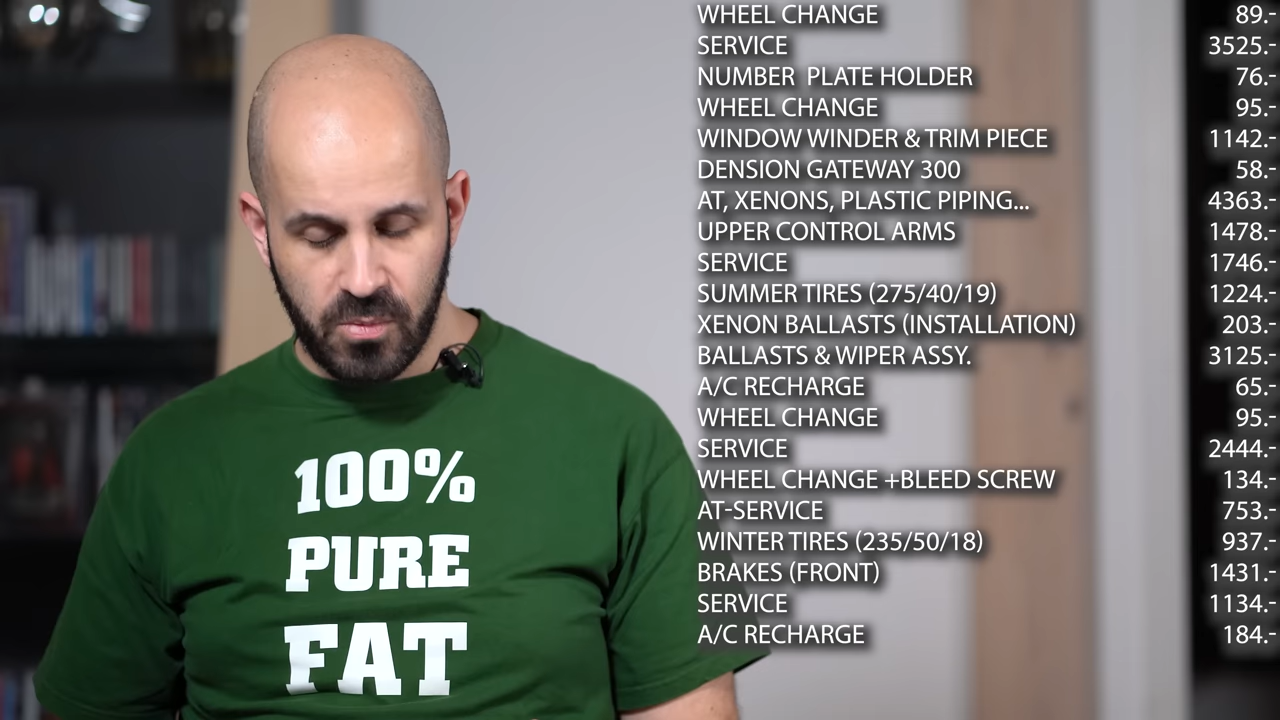 100%
PURE
FAT
WHEEL CHANGE 89.-
SERVICE 3525.-
NUMBER PLATE HOLDER 76.-
WHEEL CHANGE 95.-
WINDOW WINDER & TRIM PIECE 1142.-
DENSION GATEWAY 300 58.-
AT, XENONS, PLASTIC PIPING... 4363.-
UPPER CONTROL ARMS 1478.-
SERVICE 1746.-
SUMMER TIRES (275/40/19) 1224.-
XENON BALLASTS (INSTALLATION) 203.-
BALLASTS & WIPER ASSY. 3125.-
A/C RECHARGE 65.-
WHEEL CHANGE 95.-
SERVICE 2444.-
WHEEL CHANGE +BLEED SCREW 134.-
AT-SERVICE 753.-
WINTER TIRES (235/50/18) 937.-
BRAKES (FRONT) 1431.-
SERVICE 1134.-
A/C RECHARGE 184.-